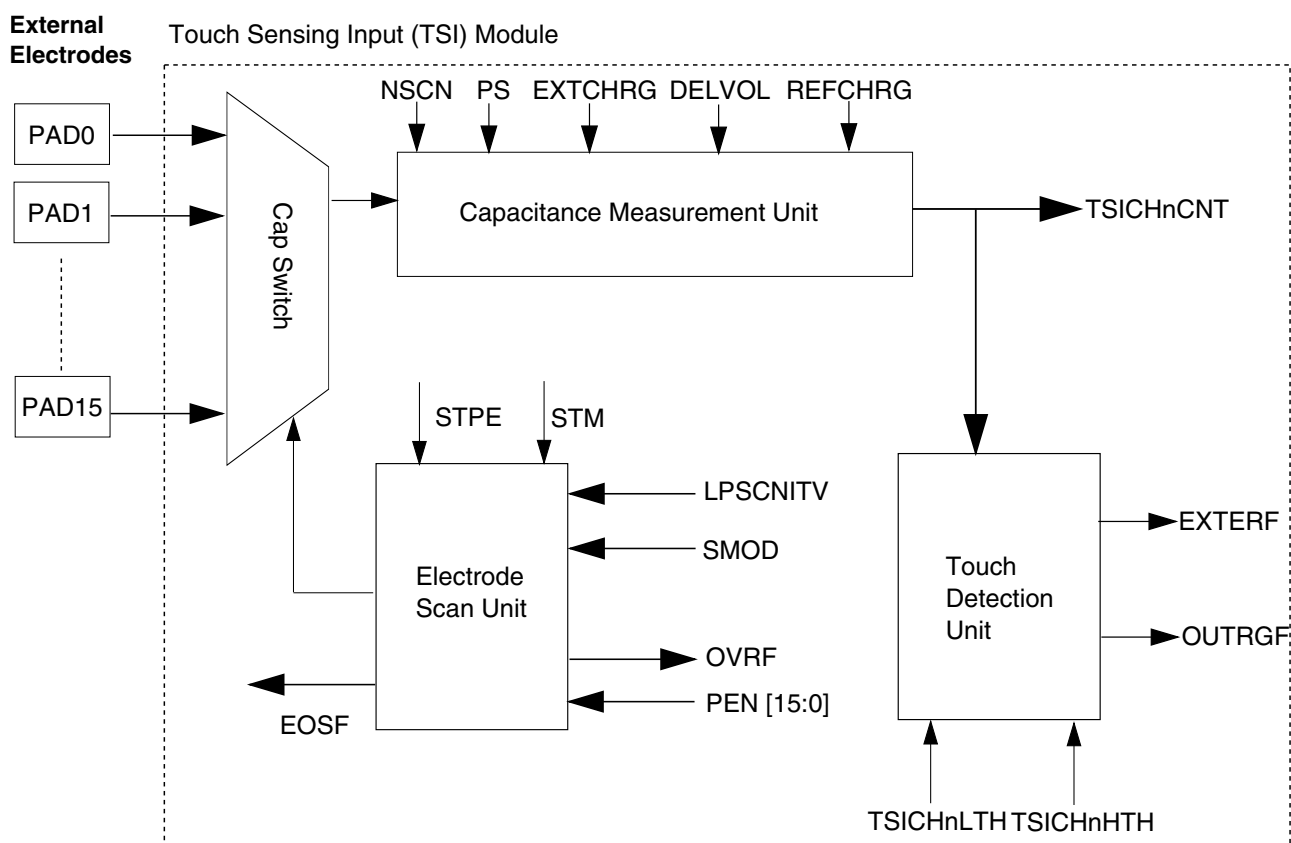 External
Electrodes
Touch Sensing Input (TSI) Module
NSCN PS EXTCHRG DELVOL REFCHRG
PAD0
PAD1
PAD15
Cap Switch
Capacitance Measurement Unit
TSICHnCNT
STPE
STM
LPSCNITV
SMOD
Electrode
Scan Unit
OVRF
PEN [15:0]
EOSF
Touch
Detection
Unit
EXTERF
OUTRGF
TSICHnLTH TSICHnHTH